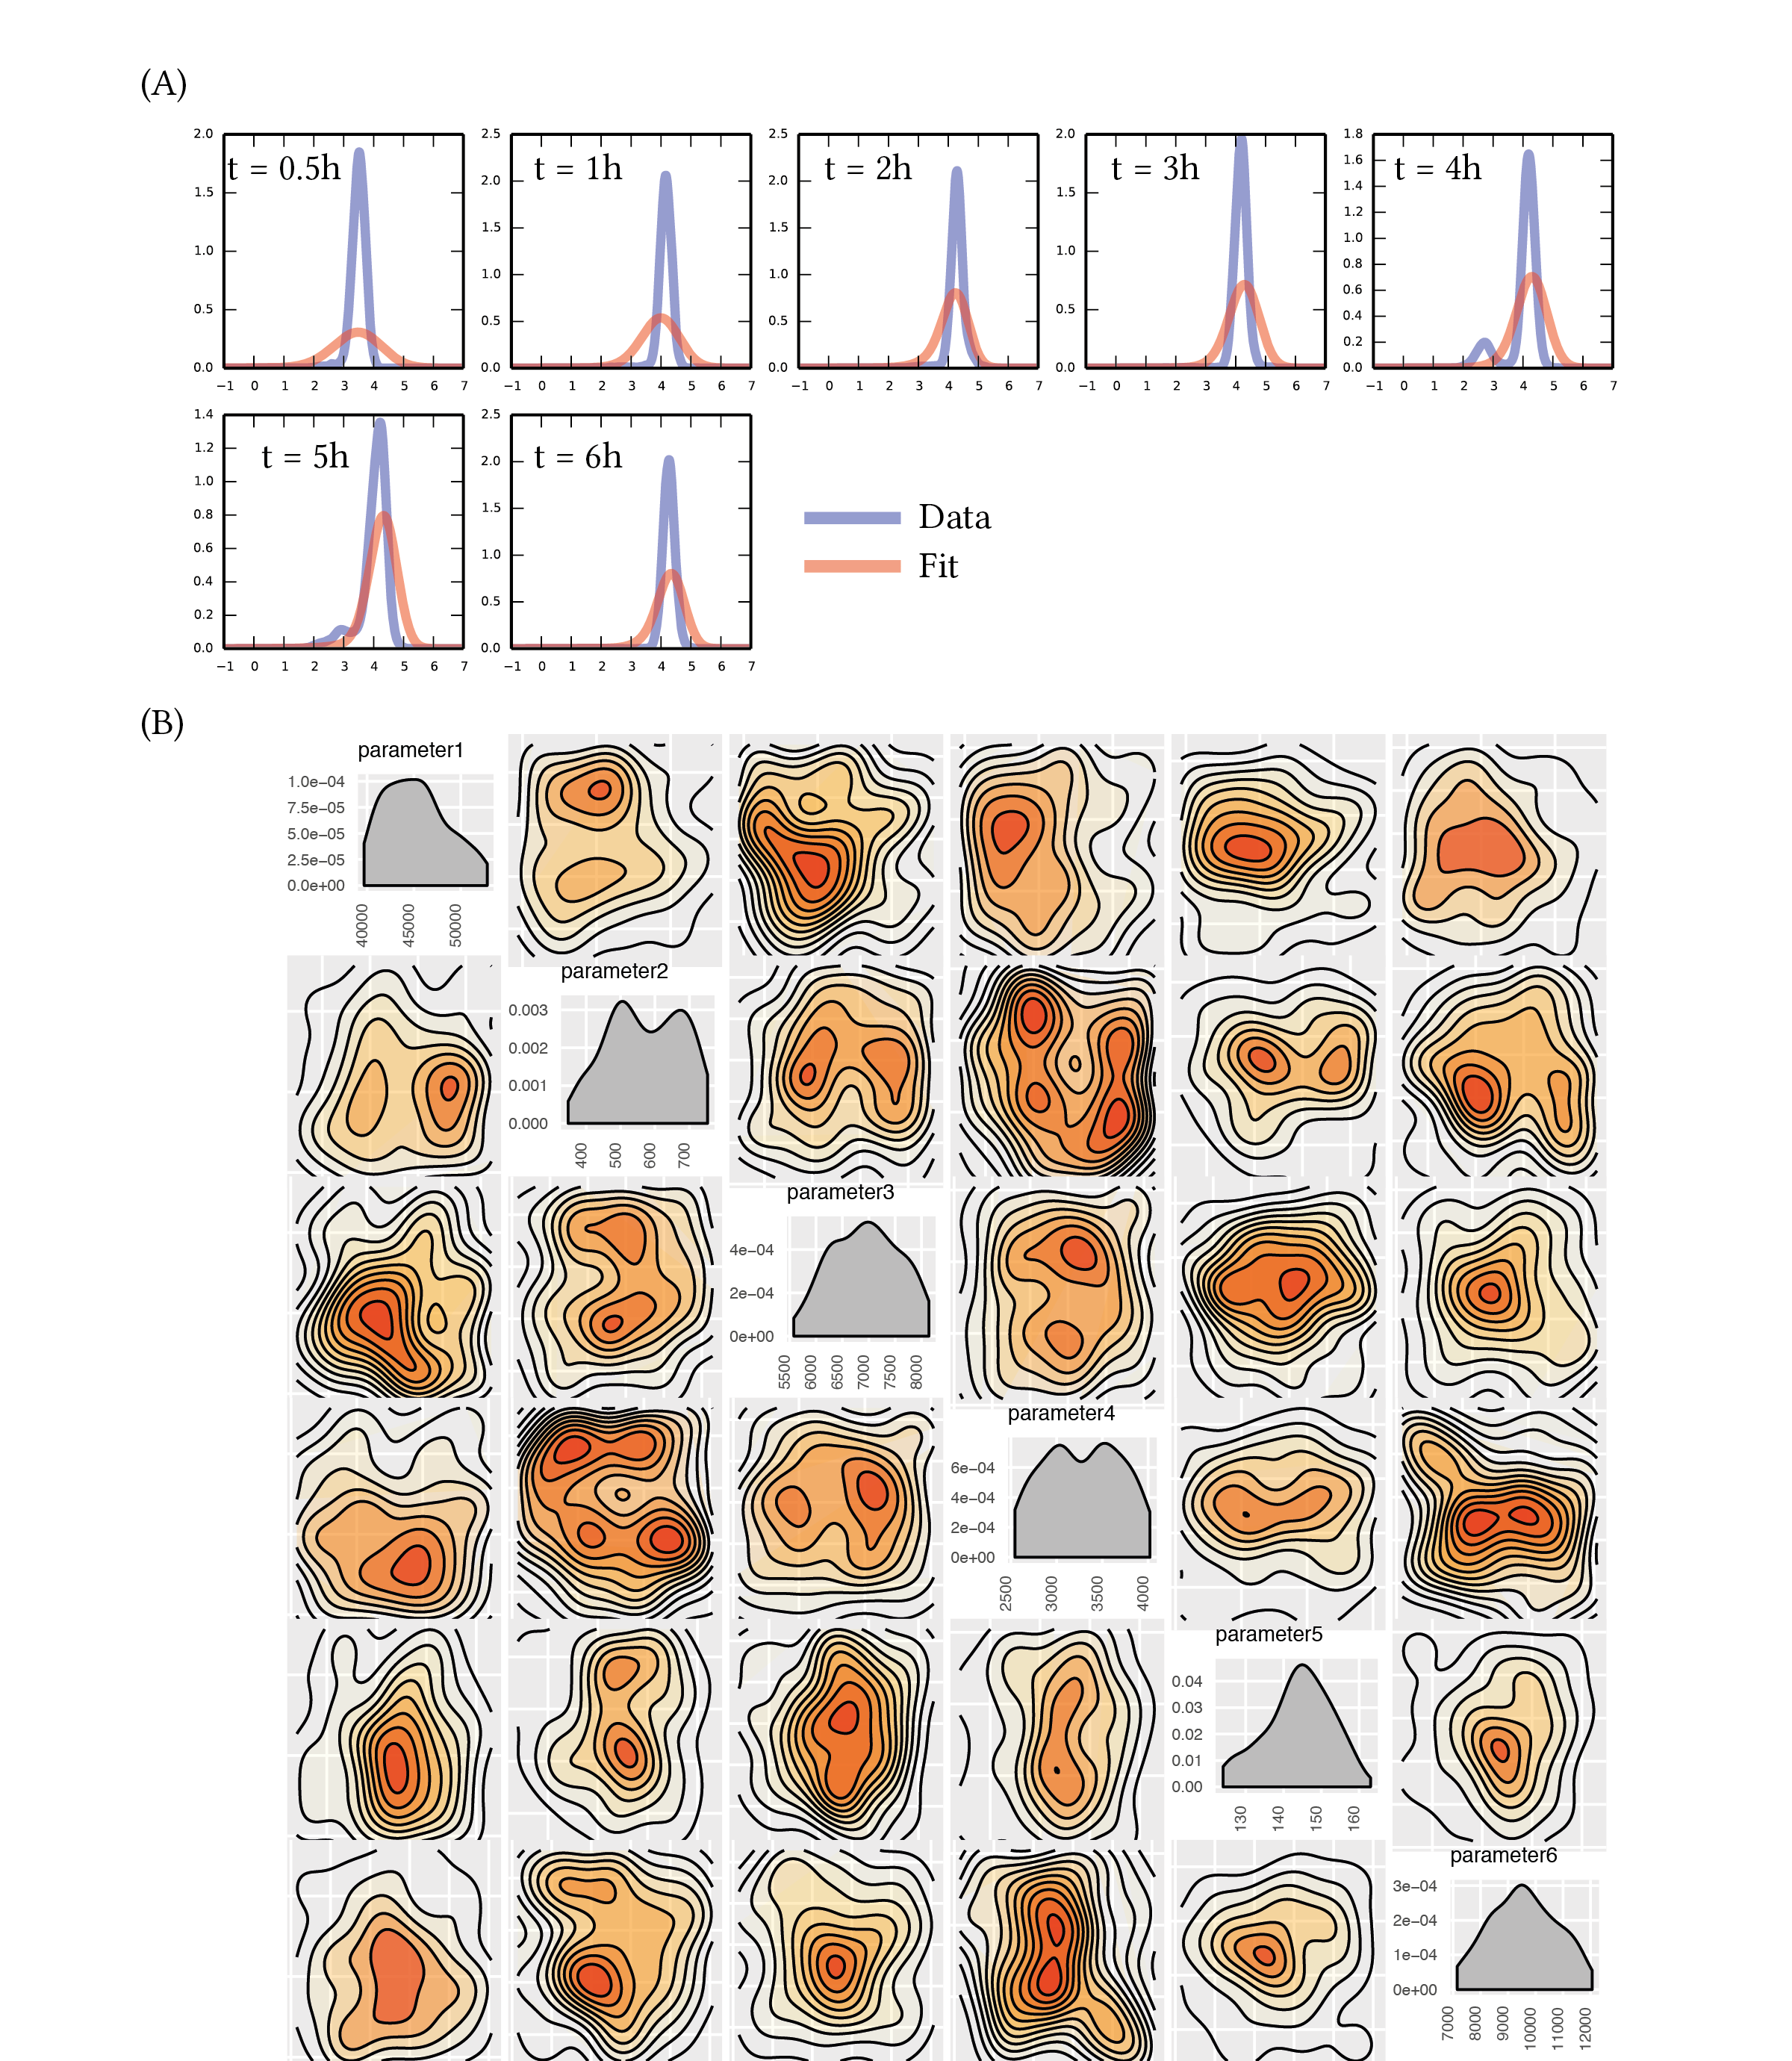 (A)
2.0
1.5
1.0
0.5
0.0
t = 0.5h
−1 0 1 2 3 4 5 6 7
2.5
2.0
1.5
1.0
0.5
0.0
t = 1h
−1 0 1 2 3 4 5 6 7
2.5
2.0
1.5
1.0
0.5
0.0
t = 2h
−1 0 1 2 3 4 5 6 7
2.0
1.5
1.0
0.5
0.0
t = 3h
−1 0 1 2 3 4 5 6 7
1.8
1.6
1.4
1.2
1.0
0.8
0.6
0.4
0.2
0.0
t = 4h
−1 0 1 2 3 4 5 6 7
1.4
1.2
1.0
0.8
0.6
0.4
0.2
0.0
t = 5h
−1 0 1 2 3 4 5 6 7
2.5
2.0
1.5
1.0
0.5
0.0
t = 6h
−1 0 1 2 3 4 5 6 7
Data
Fit
(B)
parameter1
1.0e−04
7.5e−05
5.0e−05
2.5e−05
0.0e+00
40000
45000
50000
parameter2
0.003
0.002
0.001
0.000
400
500
600
700
parameter3
4e−04
2e−04
0e+00
5500
6000
6500
7000
7500
8000
parameter4
6e−04
4e−04
2e−04
0e+00
2500
3000
3500
4000
parameter5
0.04
0.03
0.02
0.01
0.00
130
140
150
160
parameter6
3e−04
2e−04
1e−04
0e+00
7000
8000
9000
10000
11000
12000